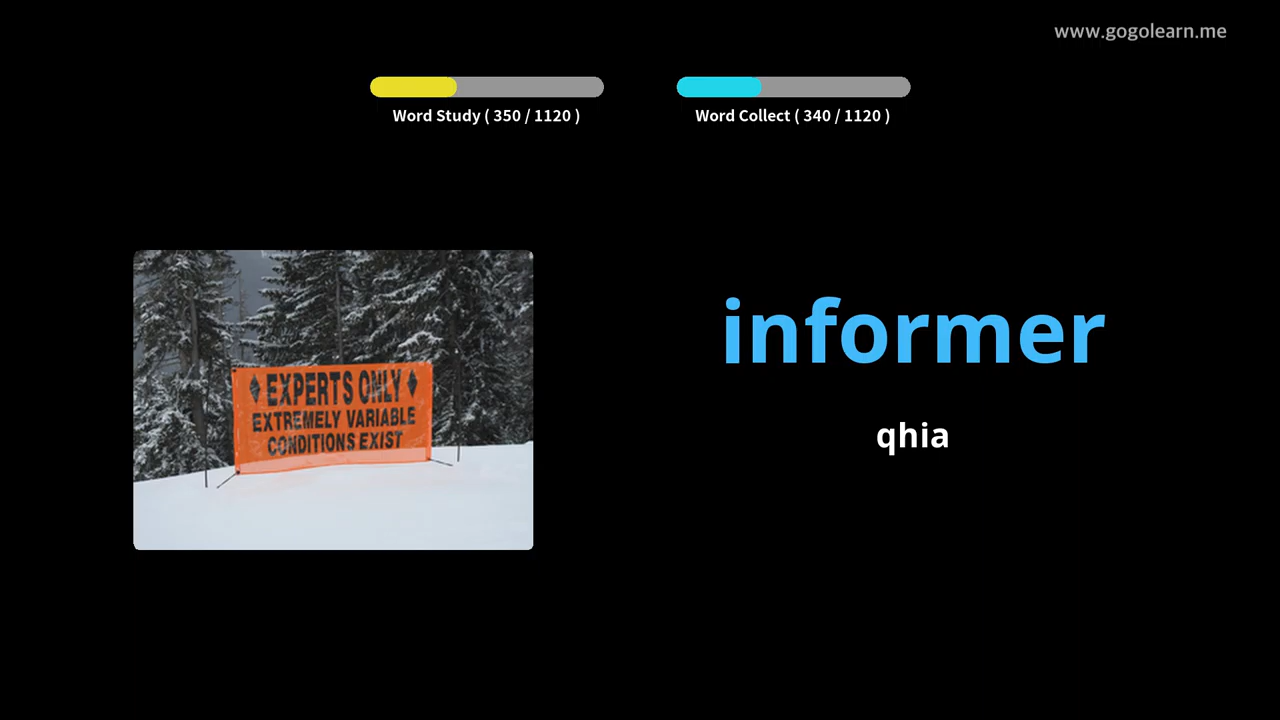 www.gogolearn.me
Word Study ( 350 / 1120 )
Word Collect ( 340 / 1120 )
EXPERTS ONLY
EXTREMELY VARIABLE
CONDITIONS EXIST
informer
qhia